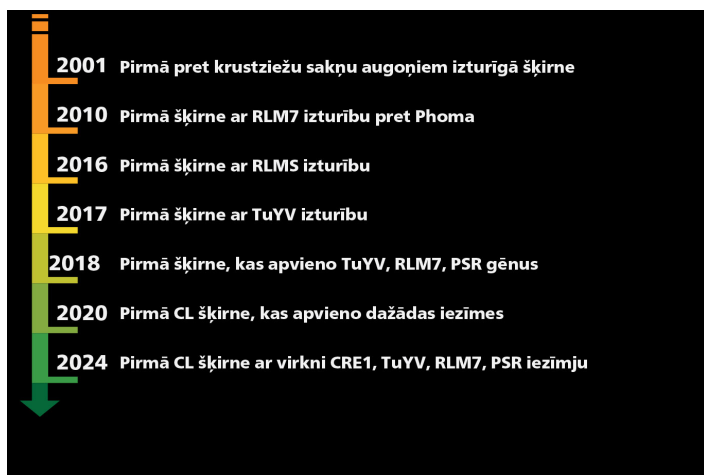 2001 Pirmā pret krustziežu sakņu augoņiem izturīgā šķirne
2010 Pirmā šķirne ar RLM7 izturību pret Phoma
2016 Pirmā šķirne ar RLMS izturību
2017 Pirmā šķirne ar TuYV izturību
2018 Pirmā šķirne, kas apvieno TuYV, RLM7, PSR gēnus
2020 Pirmā CL šķirne, kas apvieno dažādas iezīmes
2024 Pirmā CL šķirne ar virkni CRE1, TuYV, RLM7, PSR iezīmju